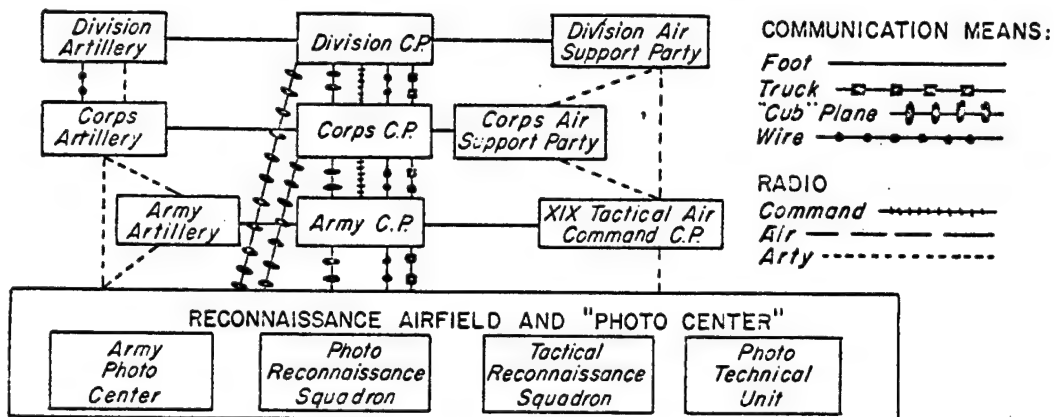 Division
Artillery
Division C.P.
Division Air
Support Party
Corps
Artillery
Corps C.P.
Corps Air
Support Party
Army
Artillery
Army C.P.
XIX Tactical Air
Command C.P.
COMMUNICATION MEANS:
Foot
Truck
"Cub" Plane
Wire
RADIO
Command
Air
Arty
RECONNAISSANCE AIRFIELD AND "PHOTO CENTER"
Army
Photo
Center
Photo
Reconnaissance
Squadron
Tactical
Reconnaissance
Squadron
Photo
Technical
Unit